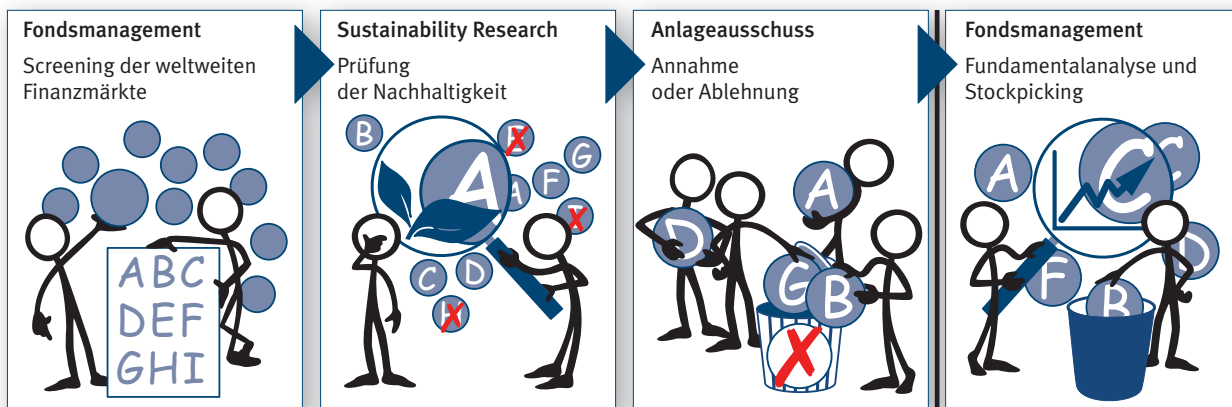 Fondsmanagement
Screening der weltweiten
Finanzmärkte
ABC
DEF
GHI
Sustainability Research
Prüfung
der Nachhaltigkeit
B
A
G
F
A
C
D
Anlageausschuss
Annahme
oder Ablehnung
A
D
G
B
Fondsmanagement
Fundamentalanalyse und
Stockpicking
A
C
C
D
F
B